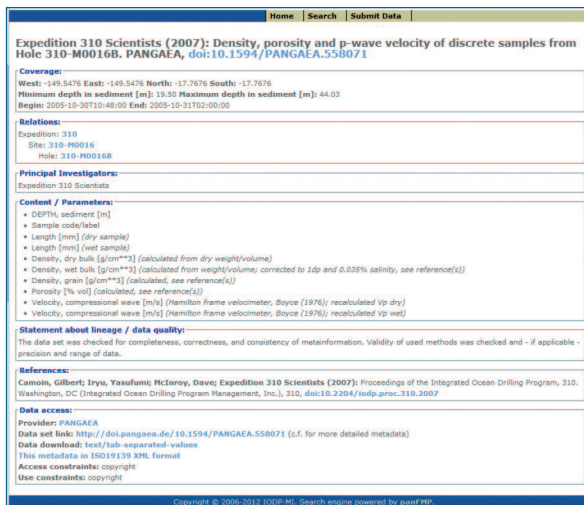 Home Search Submit Data
Expedition 310 Scientists (2007): Density, porosity and p-wave velocity of discrete samples from
Hole 310-M0016B. PANGAEA, doi:10.1594/PANGAEA.558071
Coverage:
West: -149.5476 East: -149.5476 North: -17.7676 South: -17.7676
Minimum depth in sediment [m]: 19.50 Maximum depth in sediment [m]: 44.03
Begin: 2005-10-30T10:48:00 End: 2005-10-31T02:00:00
Relations:
Expedition: 310
Site: 310-M0016
Hole: 310-M0016B
Principal Investigators:
Expedition 310 Scientists
Content / Parameters:
• DEPTH, sediment [m]
• Sample code/label
• Length [mm] (dry sample)
• Length [mm] (wet sample)
• Density, dry bulk [g/cm**3] (calculated from dry weight/volume)
• Density, wet bulk [g/cm**3] (calculated from weight/volume; corrected to 1dp and 0.035% salinity, see reference(s))
• Density, grain [g/cm**3] (calculated, see reference(s))
• Porosity [% vol] (calculated, see reference(s))
• Velocity, compressional wave [m/s] (Hamilton frame velocimeter, Boyce (1976); recalculated Vp dry)
• Velocity, compressional wave [m/s] (Hamilton frame velocimeter, Boyce (1976); recalculated Vp wet)
Statement about lineage / data quality:
The data set was checked for completeness, correctness, and consistency of metainformation. Validity of used methods was checked and - if applicable -
precision and range of data.
References:
Camoin, Gilbert; Iryu, Yasufumi; McInroy, Dave; Expedition 310 Scientists (2007): Proceedings of the Integrated Ocean Drilling Program, 310.
Washington, DC (Integrated Ocean Drilling Program Management, Inc.), 310, doi:10.2204/iodp.proc.310.2007
Data access:
Provider: PANGAEA
Data set link: http://doi.pangaea.de/10.1594/PANGAEA.558071 (c.f. for more detailed metadata)
Data download: text/tab-separated-values
This metadata in ISO19139 XML format
Access constraints: copyright
Use constraints: copyright
Copyright © 2006-2012 IODP-MI. Search engine powered by panFMP.